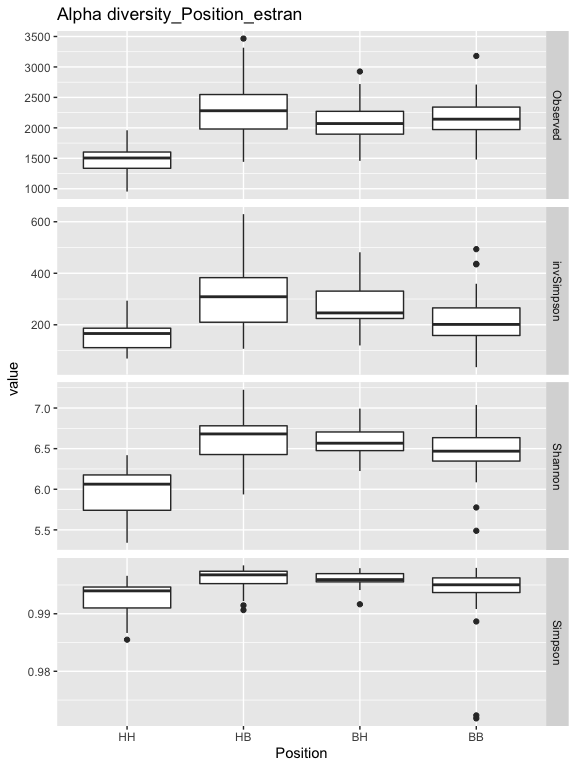 Alpha diversity_Position_estran
3500
3000
2500
2000
1500
1000
Observed
600
400
200
invSimpson
value
7.0
6.5
6.0
5.5
Shannon
0.99
0.98
Simpson
HH HB BH BB
Position